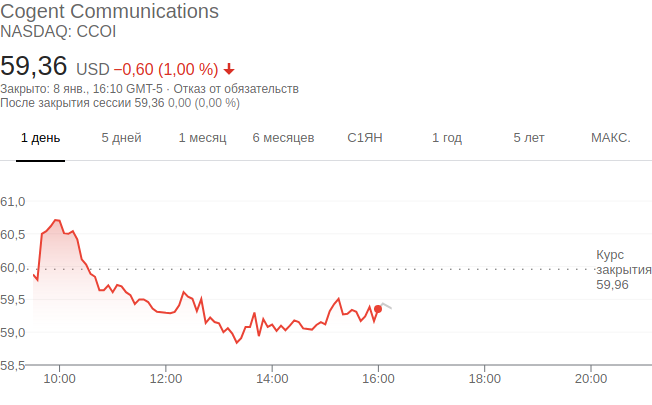 Cogent Communications
NASDAQ: CCOI
59,36 USD −0,60 (1,00 %)
Закрыто: 8 янв., 16:10 GMT-5 · Отказ от обязательств
После закрытия сессии 59,36 0,00 (0,00 %)
1 день 5 дней 1 месяц 6 месяцев С1ЯН 1 год 5 лет МАКС.
61,0
60,5
60,0
59,5
59,0
58,5
Курс
закрытия
59,96
10:00 12:00 14:00 16:00 18:00 20:00